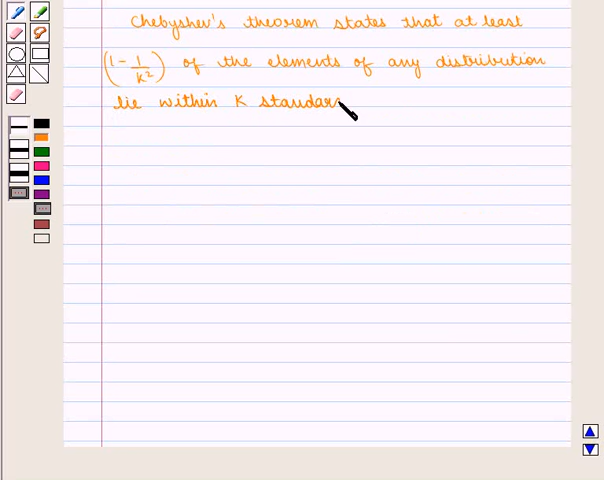 Chebyshev's theorem states that at least
(1 - 1/K²) of the elements of any distribution
lie within K standar